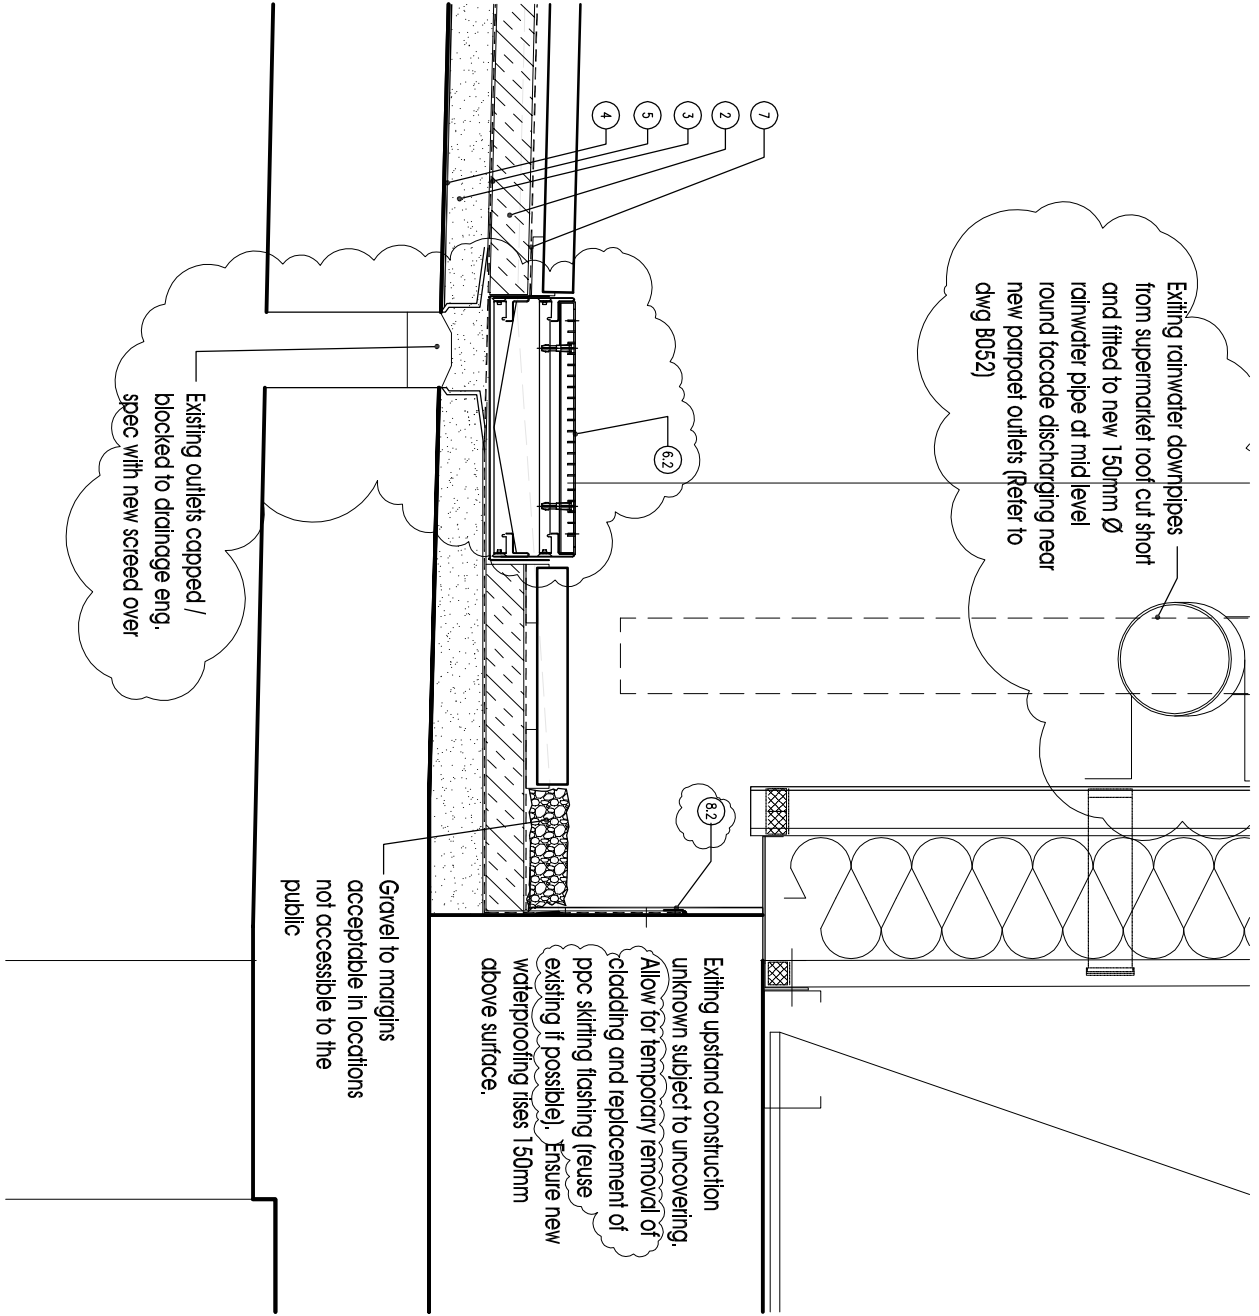 Exiting rainwater downpipes
from supermarket roof cut short
and fitted to new 150mm Ø
rainwater pipe at mid level
round facade discharging near
new parpaet outlets (Refer to
dwg B052)
7
2
3
5
4
6.2
Existing outlets capped /
blocked to drainage eng.
spec with new screed over
8.2
Exiting upstand construction
unknown subject to uncovering.
Allow for temporary removal of
cladding and replacement of
ppc skirting flashing (reuse
existing if possible). Ensure new
waterproofing rises 150mm
above surface.
Gravel to margins
acceptable in locations
not accessible to the
public